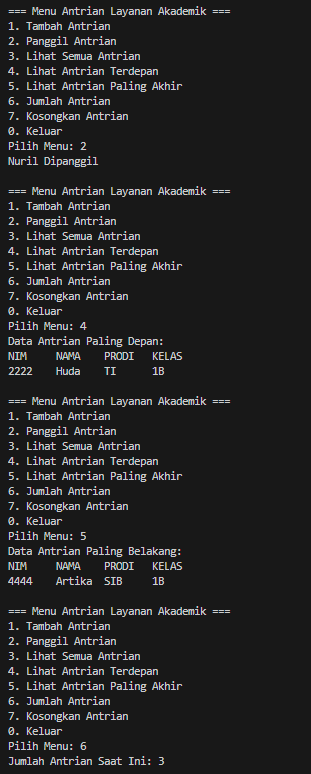 === Menu Antrian Layanan Akademik ===
1. Tambah Antrian
2. Panggil Antrian
3. Lihat Semua Antrian
4. Lihat Antrian Terdepan
5. Lihat Antrian Paling Akhir
6. Jumlah Antrian
7. Kosongkan Antrian
0. Keluar
Pilih Menu: 2
Nuril Dipanggil
=== Menu Antrian Layanan Akademik ===
1. Tambah Antrian
2. Panggil Antrian
3. Lihat Semua Antrian
4. Lihat Antrian Terdepan
5. Lihat Antrian Paling Akhir
6. Jumlah Antrian
7. Kosongkan Antrian
0. Keluar
Pilih Menu: 4
Data Antrian Paling Depan:
NIM NAMA PRODI KELAS
2222 Huda TI 1B
=== Menu Antrian Layanan Akademik ===
1. Tambah Antrian
2. Panggil Antrian
3. Lihat Semua Antrian
4. Lihat Antrian Terdepan
5. Lihat Antrian Paling Akhir
6. Jumlah Antrian
7. Kosongkan Antrian
0. Keluar
Pilih Menu: 5
Data Antrian Paling Belakang:
NIM NAMA PRODI KELAS
4444 Artika SIB 1B
=== Menu Antrian Layanan Akademik ===
1. Tambah Antrian
2. Panggil Antrian
3. Lihat Semua Antrian
4. Lihat Antrian Terdepan
5. Lihat Antrian Paling Akhir
6. Jumlah Antrian
7. Kosongkan Antrian
0. Keluar
Pilih Menu: 6
Jumlah Antrian Saat Ini: 3